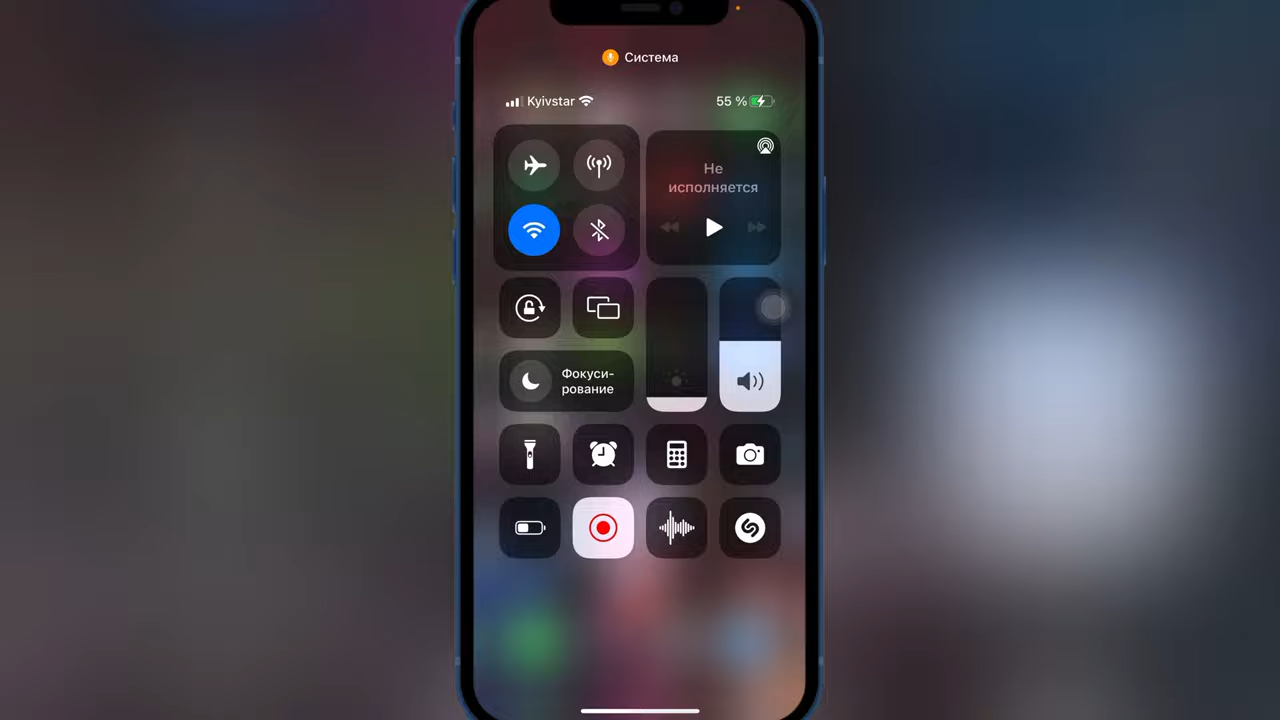 Система
Kyivstar
55 %
Не
исполняется
Фокуси-
рование